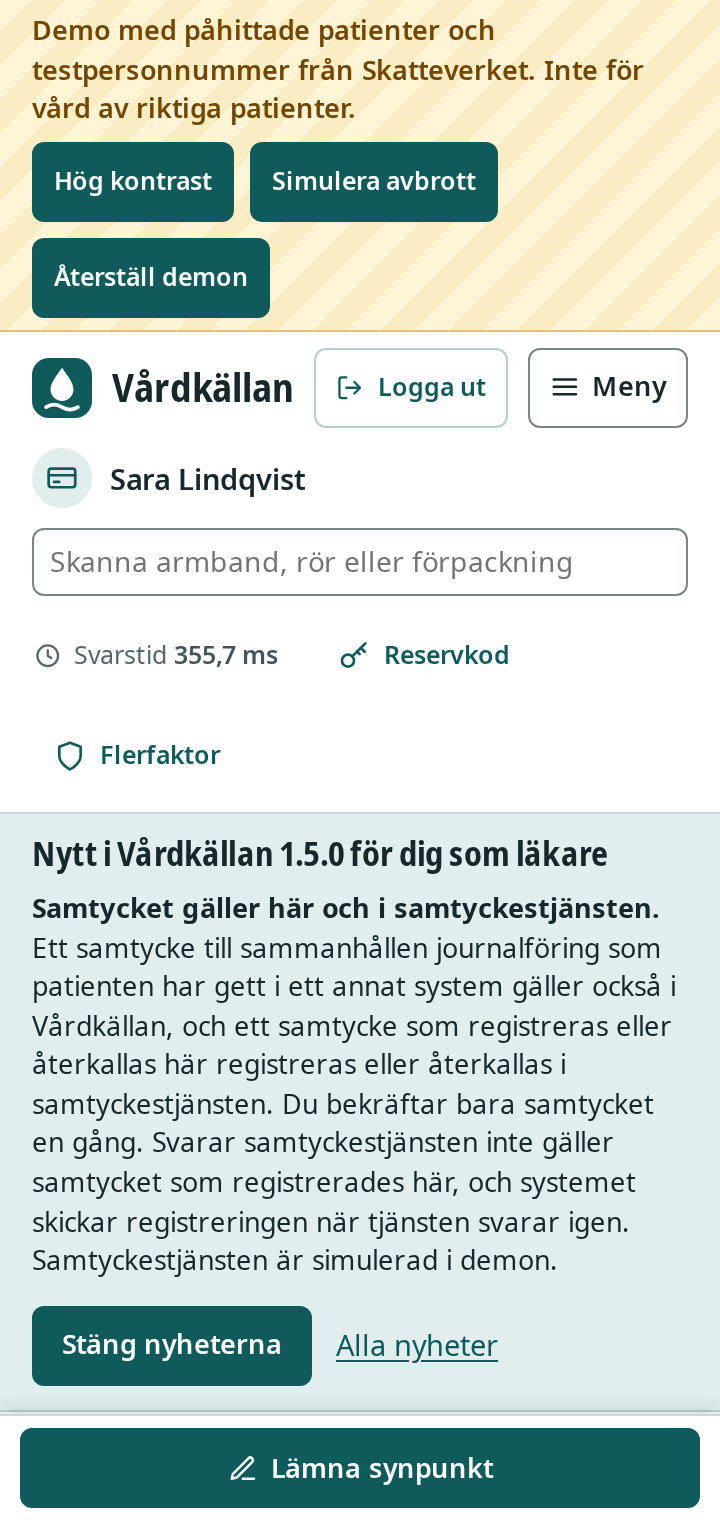 Demo med påhittade patienter och
testpersonnummer från Skatteverket. Inte för
vård av riktiga patienter.
Hög kontrast
Simulera avbrott
Återställ demon
Vårdkällan
Logga ut
Meny
Sara Lindqvist
Skanna armband, rör eller förpackning
Svarstid 355,7 ms
Reservkod
Flerfaktor
Nytt i Vårdkällan 1.5.0 för dig som läkare
Samtycket gäller här och i samtyckestjänsten.
Ett samtycke till sammanhållen journalföring som
patienten har gett i ett annat system gäller också i
Vårdkällan, och ett samtycke som registreras eller
återkallas här registreras eller återkallas i
samtyckestjänsten. Du bekräftar bara samtycket
en gång. Svarar samtyckestjänsten inte gäller
samtycket som registrerades här, och systemet
skickar registreringen när tjänsten svarar igen.
Samtyckestjänsten är simulerad i demon.
Stäng nyheterna
Alla nyheter
Lämna synpunkt